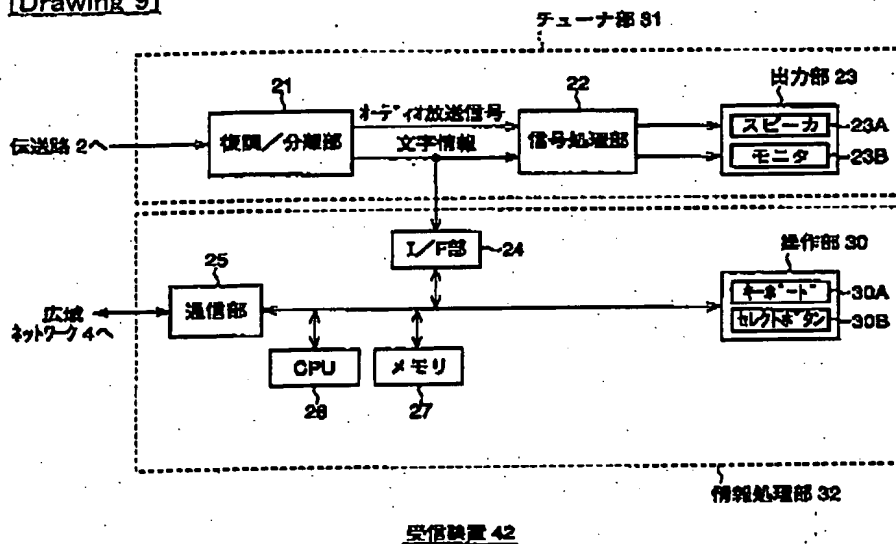 [Drawing 9]
チューナ部 31
21
22
出力部 23
オーディオ放送信号
スピーカ
23A
伝送路 2へ
復調／分離部
文字情報
信号処理部
モニタ
23B
I／F部
24
25
操作部 30
キーボード
30A
広域
ネットワーク 4へ
通信部
セレクトボタン
30B
CPU
メモリ
27
情報処理部 32
受信装置 42